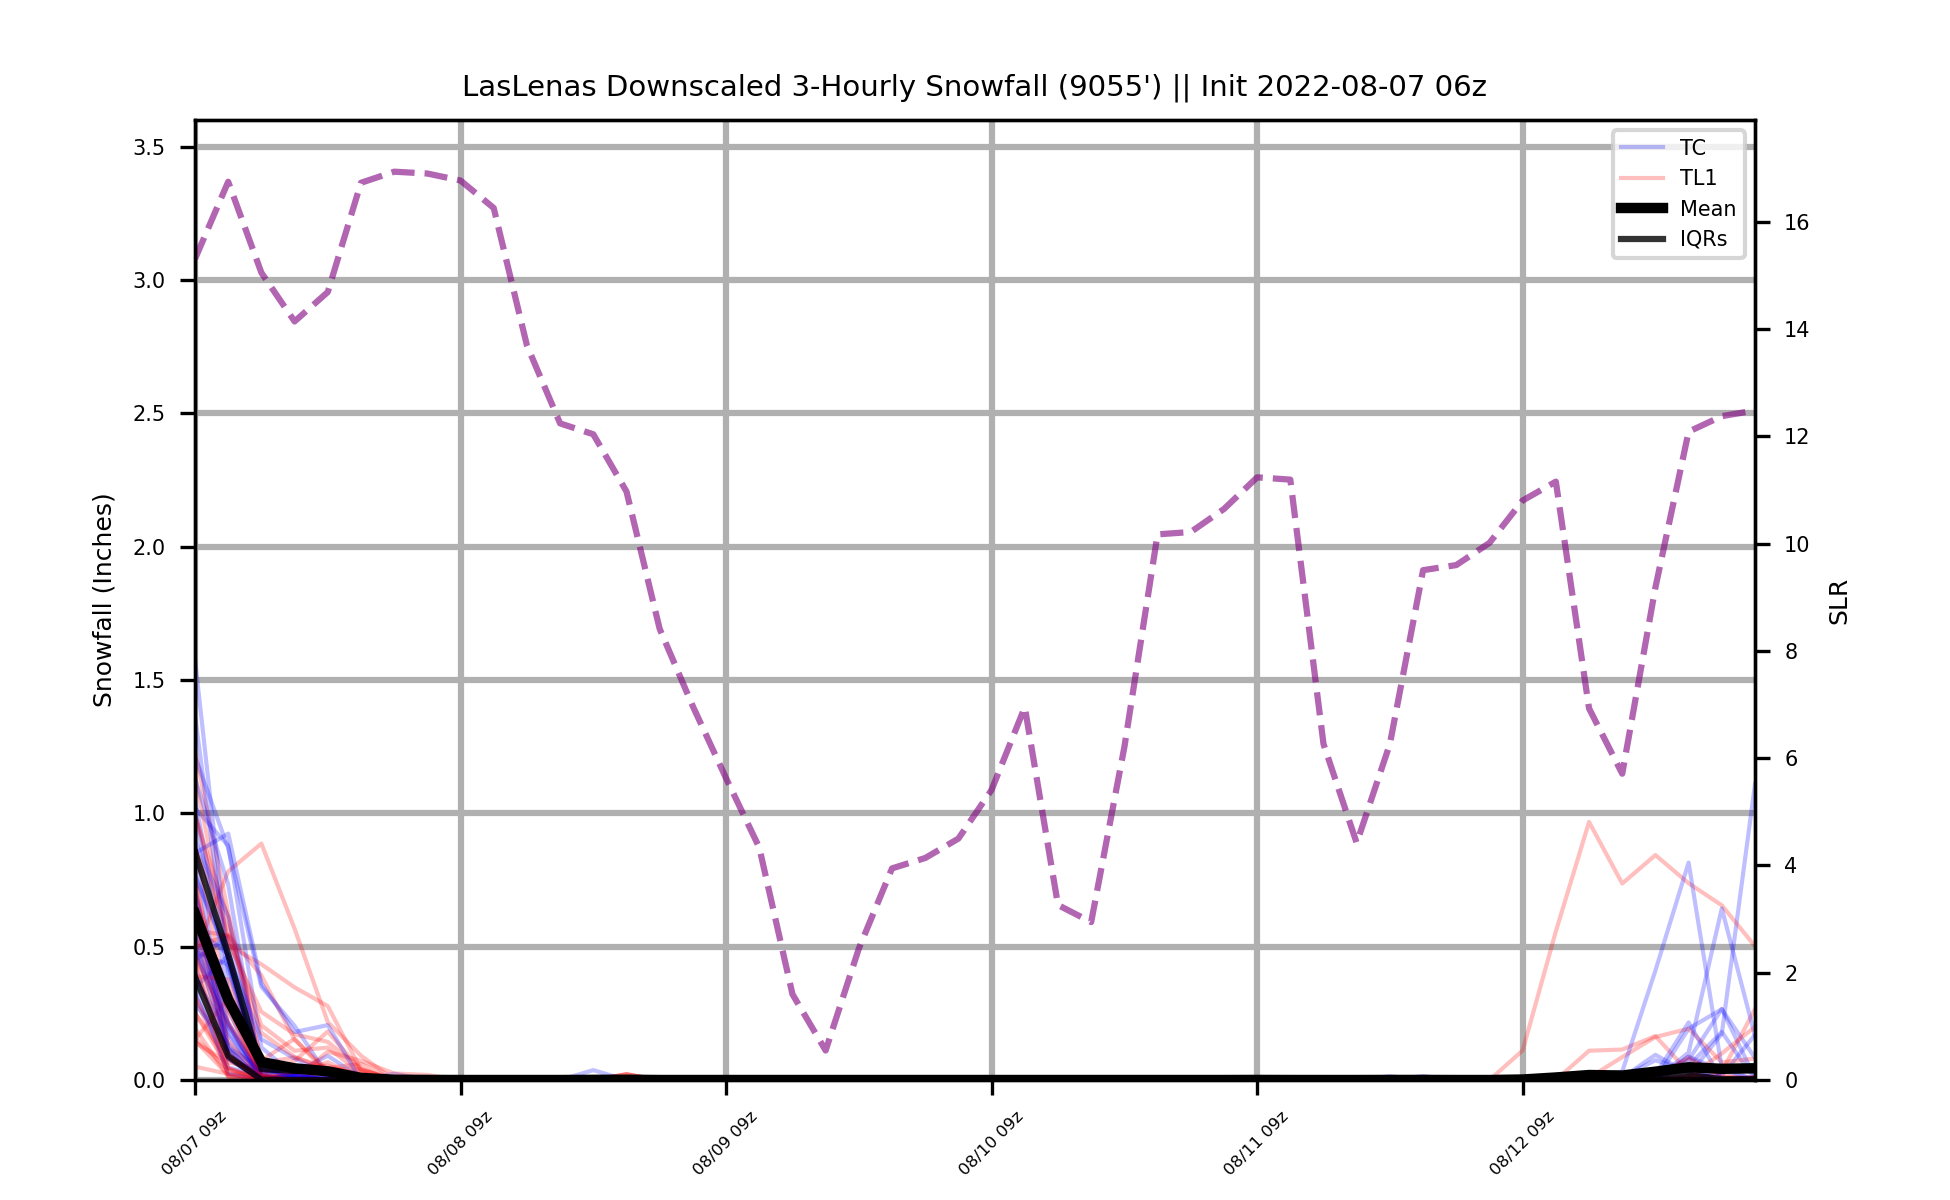 LasLenas Downscaled 3-Hourly Snowfall (9055') || Init 2022-08-07 06z
TC
TL1
Mean
IQRs
Snowfall (Inches)
3.5
3.0
2.5
2.0
1.5
1.0
0.5
0.0
16
14
12
10
8
6
4
2
0
SLR
08/07 09z
08/08 09z
08/09 09z
08/10 09z
08/11 09z
08/12 09z